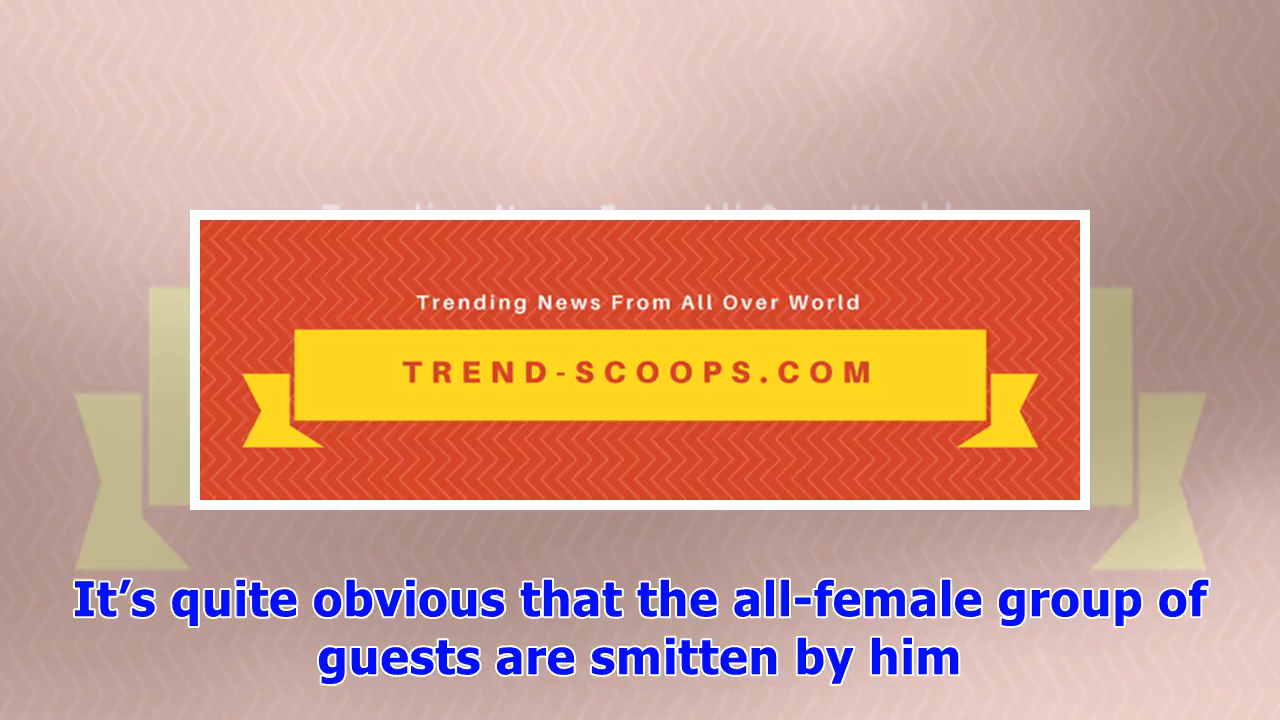 Trending News From All Over World
TREND-SCOOPS.COM
It’s quite obvious that the all-female group of
guests are smitten by him